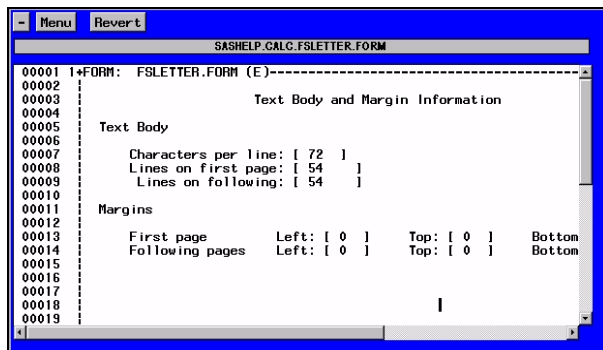 - Menu Revert
SASHELP.CALC.FSLETTER.FORM
00001 1+FORM: FSLETTER.FORM (E)--------------------------------------------
00002
00003 Text Body and Margin Information
00004
00005 Text Body
00006
00007 Characters per line: [ 72 ]
00008 Lines on first page: [ 54 ]
00009 Lines on following: [ 54 ]
00010
00011 Margins
00012
00013 First page Left: [ 0 ] Top: [ 0 ] Bottom
00014 Following pages Left: [ 0 ] Top: [ 0 ] Bottom
00015
00016
00017
00018
00019